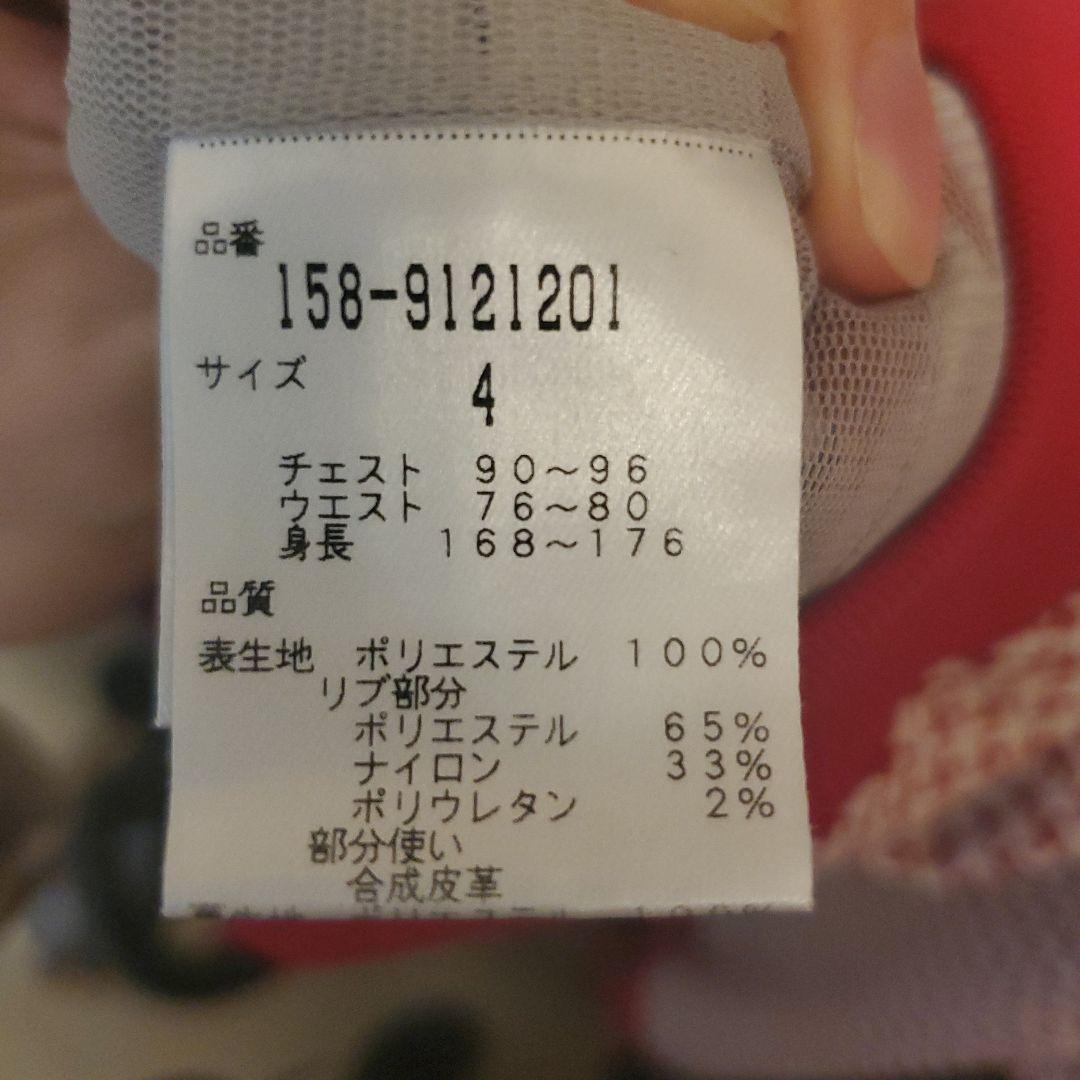 品番
158-9121201
サイズ 4
チェスト 90~96
ウエスト 76~80
身長 168~176
品質
表生地 ポリエステル 100%
リブ部分
ポリエステル 65%
ナイロン 33%
ポリウレタン 2%
部分使い
合成皮革